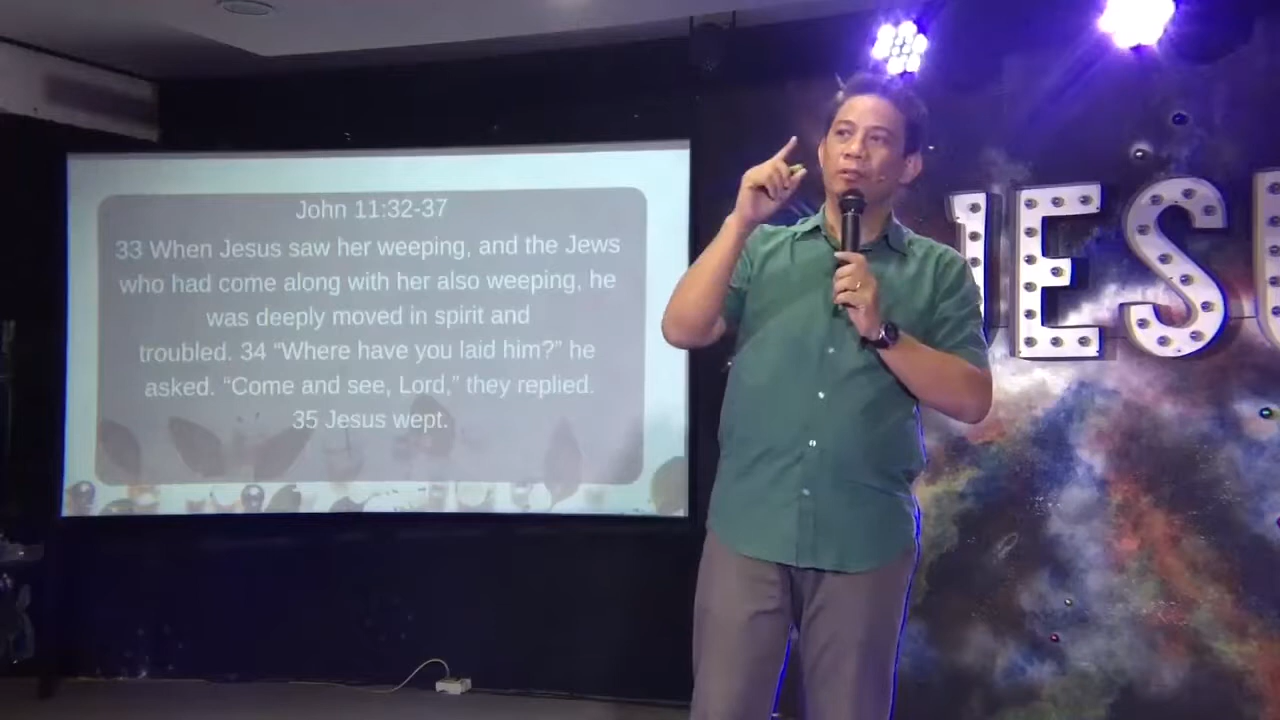 John 11:32-37
33 When Jesus saw her weeping, and the Jews
who had come along with her also weeping, he
was deeply moved in spirit and
troubled. 34 “Where have you laid him?” he
asked. “Come and see, Lord,” they replied.
35 Jesus wept.
JESU